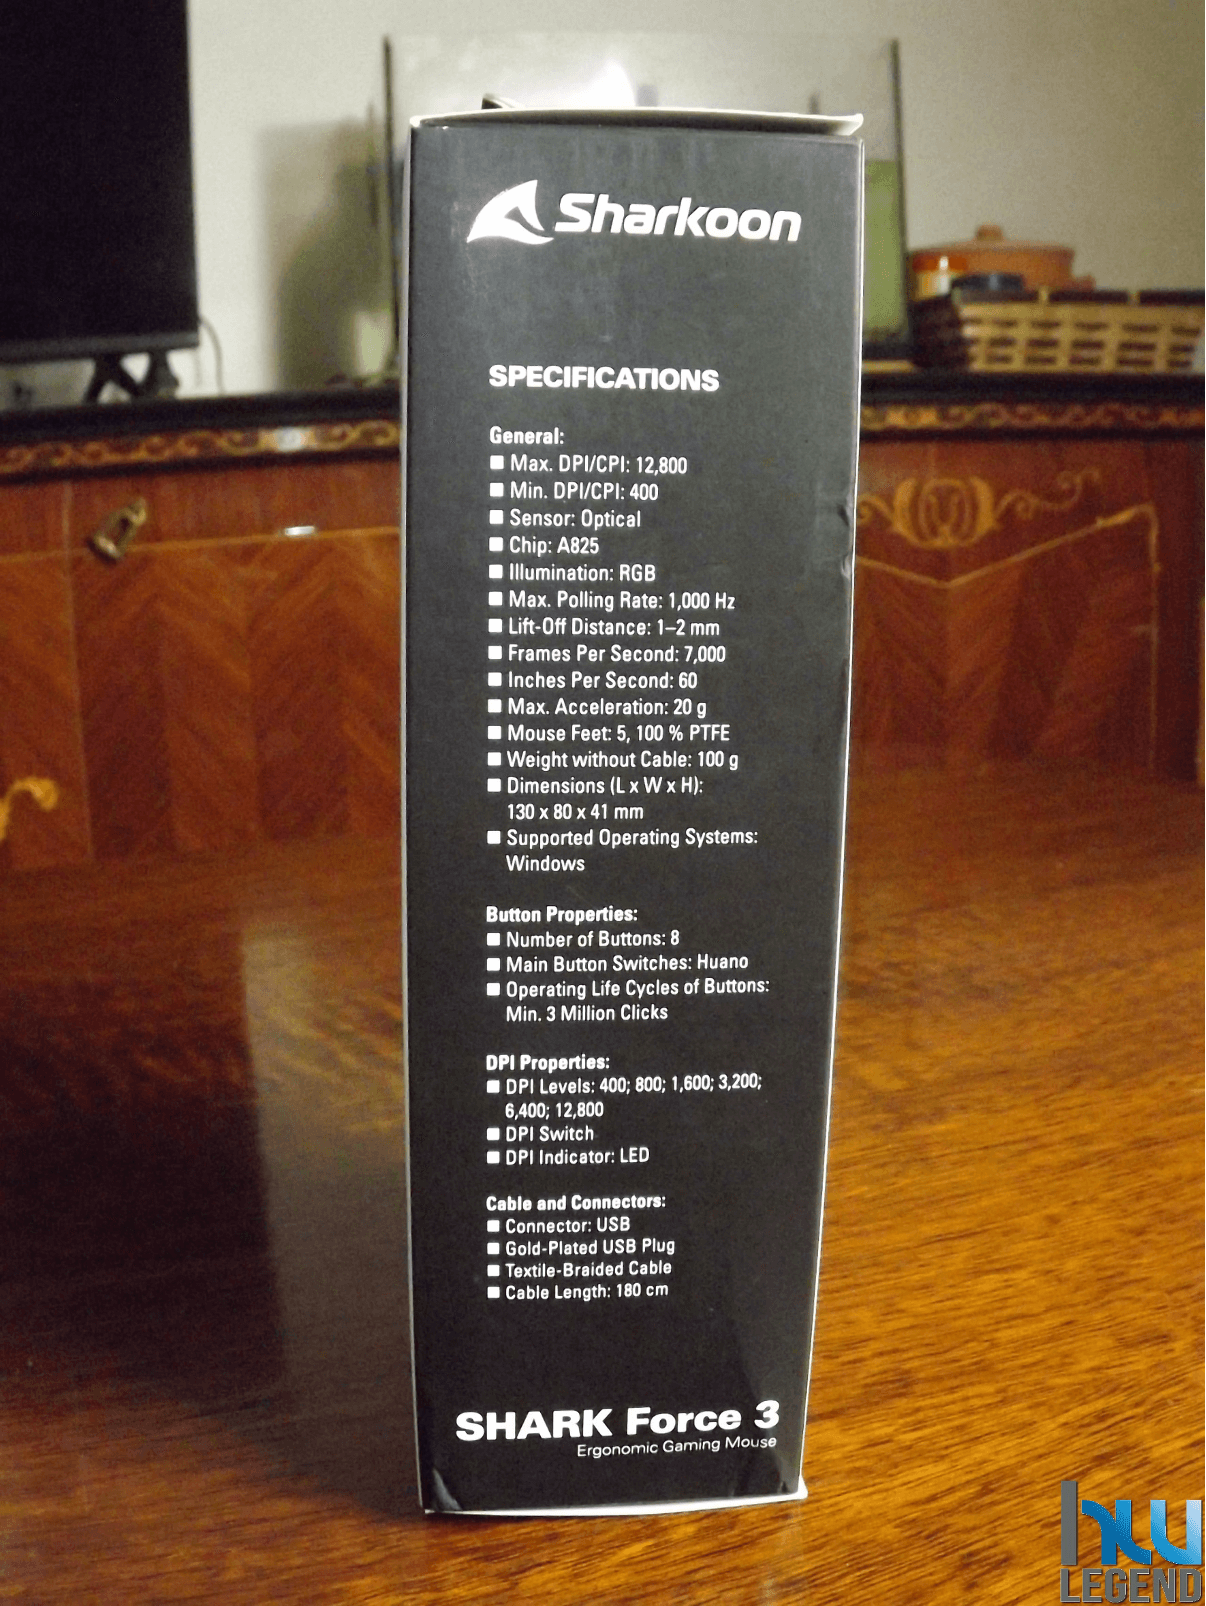 Sharkoon
SPECIFICATIONS
General:
■ Max. DPI/CPI: 12,800
■ Min. DPI/CPI: 400
■ Sensor: Optical
■ Chip: A825
■ Illumination: RGB
■ Max. Polling Rate: 1,000 Hz
■ Lift-Off Distance: 1–2 mm
■ Frames Per Second: 7,000
■ Inches Per Second: 60
■ Max. Acceleration: 20 g
■ Mouse Feet: 5, 100 % PTFE
■ Weight without Cable: 100 g
■ Dimensions (L x W x H):
130 x 80 x 41 mm
■ Supported Operating Systems:
Windows
Button Properties:
■ Number of Buttons: 8
■ Main Button Switches: Huano
■ Operating Life Cycles of Buttons:
Min. 3 Million Clicks
DPI Properties:
■ DPI Levels: 400; 800; 1,600; 3,200;
6,400; 12,800
■ DPI Switch
■ DPI Indicator: LED
Cable and Connectors:
■ Connector: USB
■ Gold-Plated USB Plug
■ Textile-Braided Cable
■ Cable Length: 180 cm
SHARK Force 3
Ergonomic Gaming Mouse
HW
LEGEND